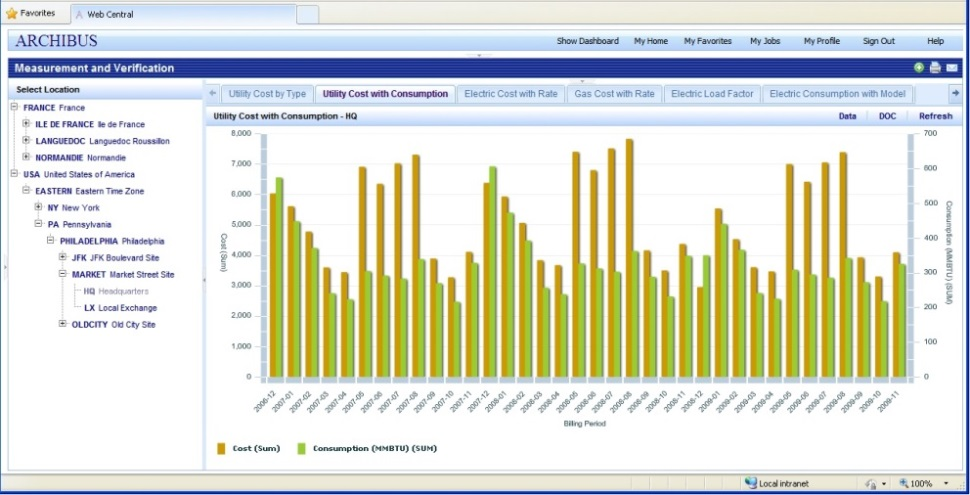 Favorites
Web Central
ARCHIBUS
Show Dashboard My Home My Favorites My Jobs My Profile Sign Out Help
Measurement and Verification
Select Location
Utility Cost by Type Utility Cost with Consumption Electric Cost with Rate Gas Cost with Rate Electric Load Factor Electric Consumption with Model
FRANCE France
ILE DE FRANCE Ile de France
LANGUEDOC Languedoc Roussillon
NORMANDIE Normandie
USA United States of America
EASTERN Eastern Time Zone
NY New York
PA Pennsylvania
PHILADELPHIA Philadelphia
JFK JFK Boulevard Site
MARKET Market Street Site
HQ Headquarters
LX Local Exchange
OLDCITY Old City Site
Utility Cost with Consumption - HQ
Data DOC Refresh
8,000
7,000
6,000
5,000
4,000
3,000
2,000
1,000
0
Cost (Sum)
700
600
500
400
300
200
100
0
Consumption (MMBTU) (SUM)
2006-12 2007-01 2007-02 2007-03 2007-04 2007-05 2007-06 2007-07 2007-08 2007-09 2007-10 2007-11 2007-12 2008-01 2008-02 2008-03 2008-04 2008-05 2008-06 2008-07 2008-08 2008-09 2008-10 2008-11 2008-12 2009-01 2009-02 2009-03 2009-04 2009-05 2009-06 2009-07 2009-08 2009-09 2009-10 2009-11
Billing Period
Cost (Sum) Consumption (MMBTU) (SUM)
Local intranet
100%